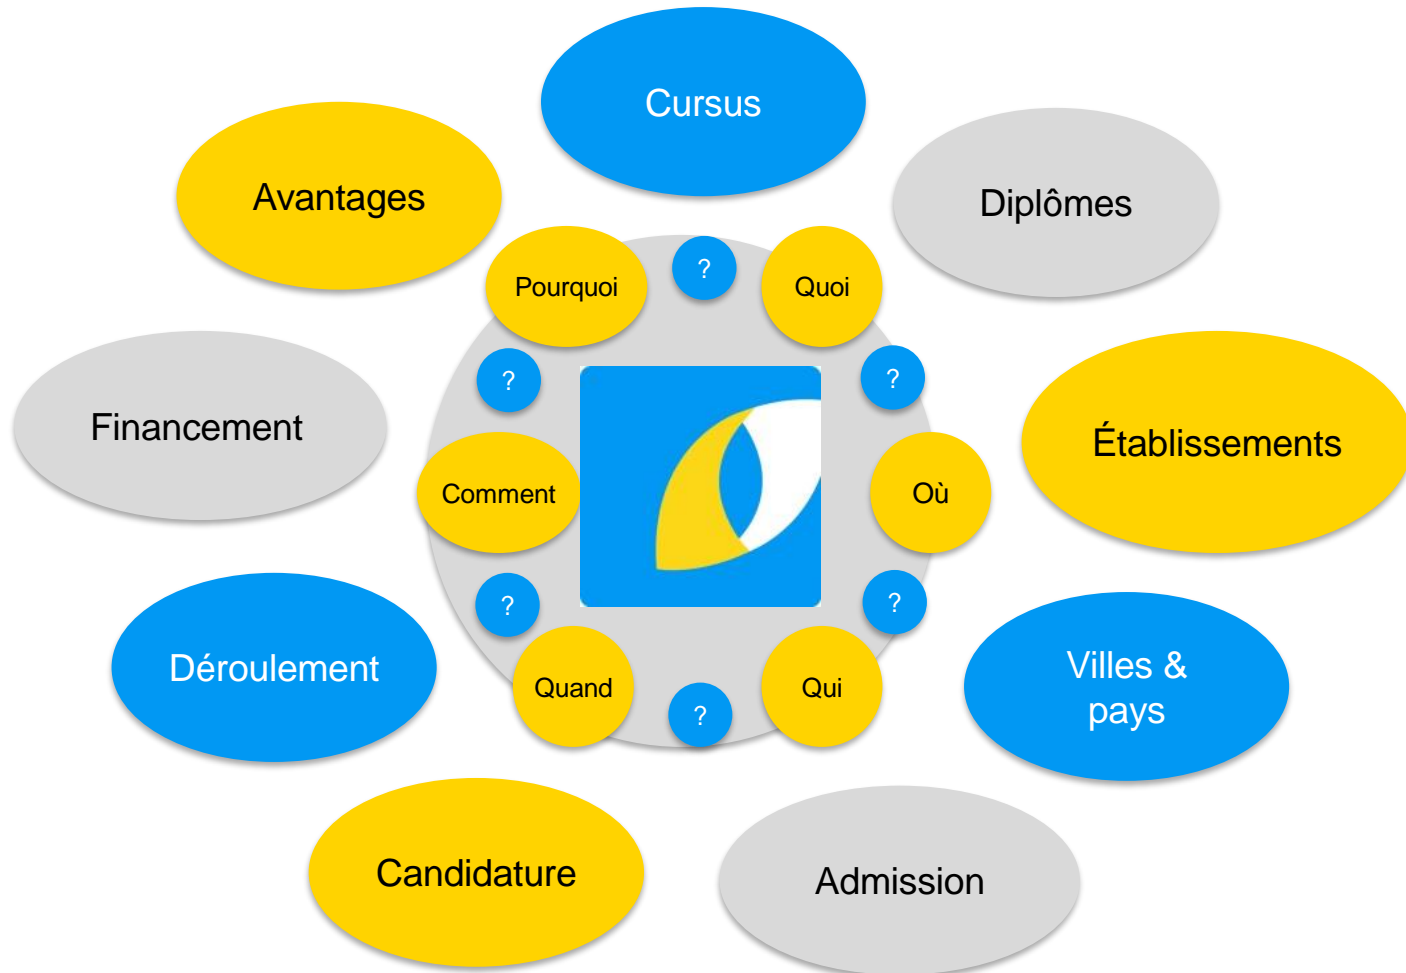 Cursus
Avantages
Diplômes
Pourquoi
?
Quoi
?
?
Financement
Établissements
Comment
Où
?
?
Déroulement
Villes &
pays
Quand
?
Qui
Candidature
Admission